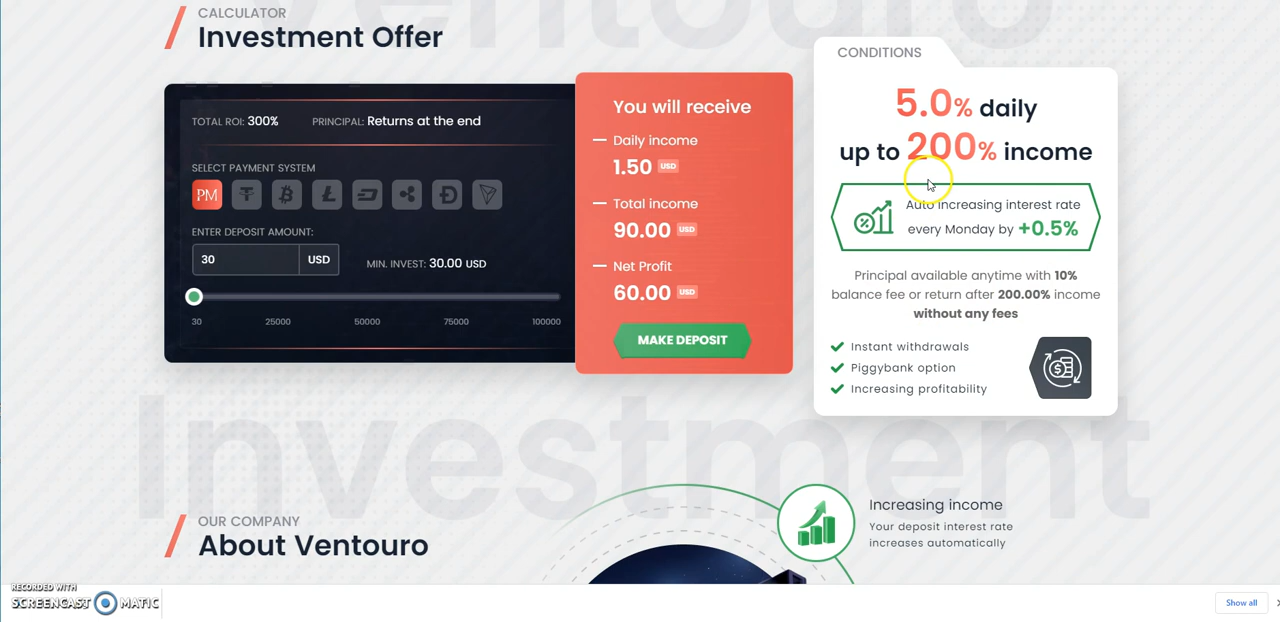 CALCULATOR
Investment Offer
CONDITIONS
5.0% daily
up to 200% income
Auto increasing interest rate
every Monday by +0.5%
Principal available anytime with 10%
balance fee or return after 200.00% income
without any fees
Instant withdrawals
Piggybank option
Increasing profitability
TOTAL ROI: 300% PRINCIPAL: Returns at the end
SELECT PAYMENT SYSTEM
PM
ENTER DEPOSIT AMOUNT:
30 USD MIN. INVEST: 30.00 USD
30 25000 50000 75000 100000
You will receive
Daily income
1.50 USD
Total income
90.00 USD
Net Profit
60.00 USD
MAKE DEPOSIT
Investment
OUR COMPANY
About Ventouro
Increasing income
Your deposit interest rate
increases automatically
RECORDED WITH
SCREENCAST MATIC
Show all